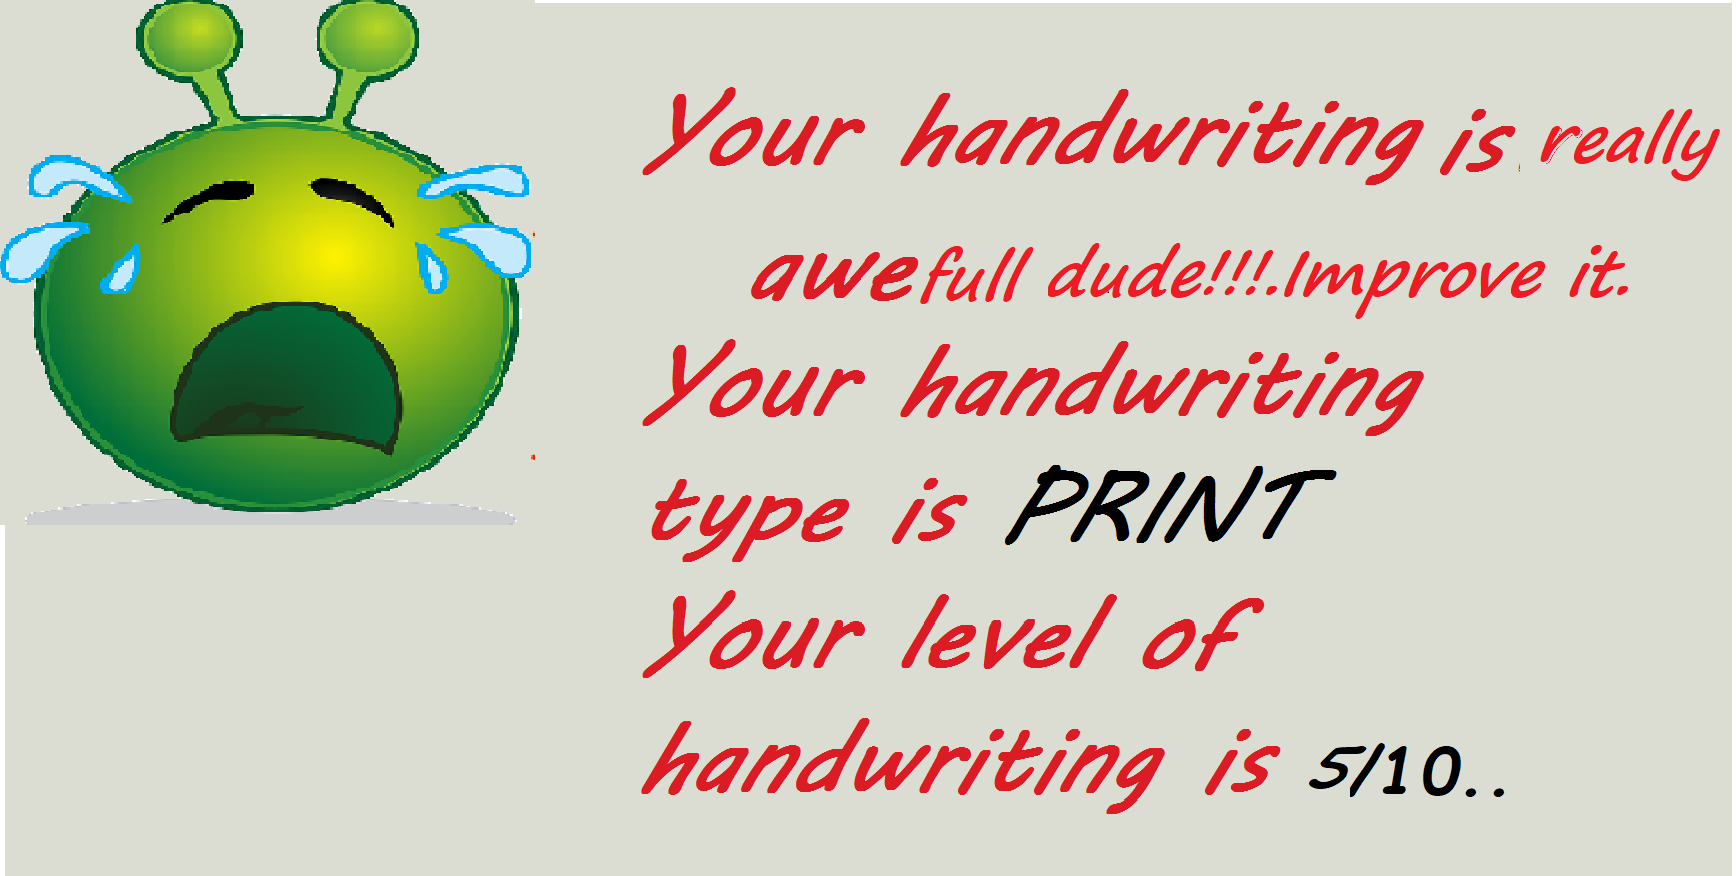 Your handwriting is really
awefull dude!!!.Improve it.
Your handwriting
type is PRINT
Your level of
handwriting is 5/10..